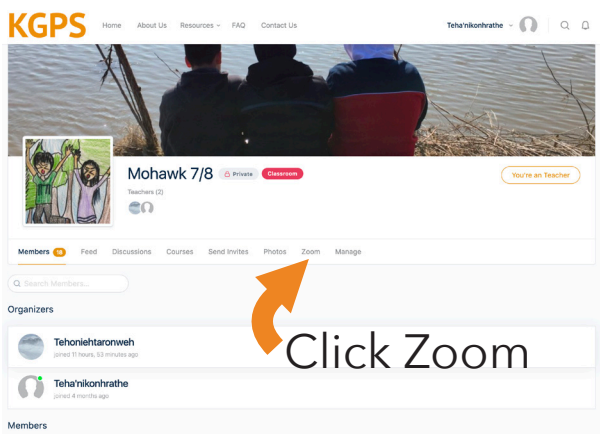 KGPS Home About Us Resources FAQ Contact Us Teha'nikonhrathe
Mohawk 7/8 Private Classroom
You're an Teacher
Teachers (2)
Members 18 Feed Discussions Courses Send Invites Photos Zoom Manage
Search Members...
Organizers
Tehoniehtaronweh
joined 11 hours, 53 minutes ago
Click Zoom
Teha'nikonhrathe
joined 4 months ago
Members